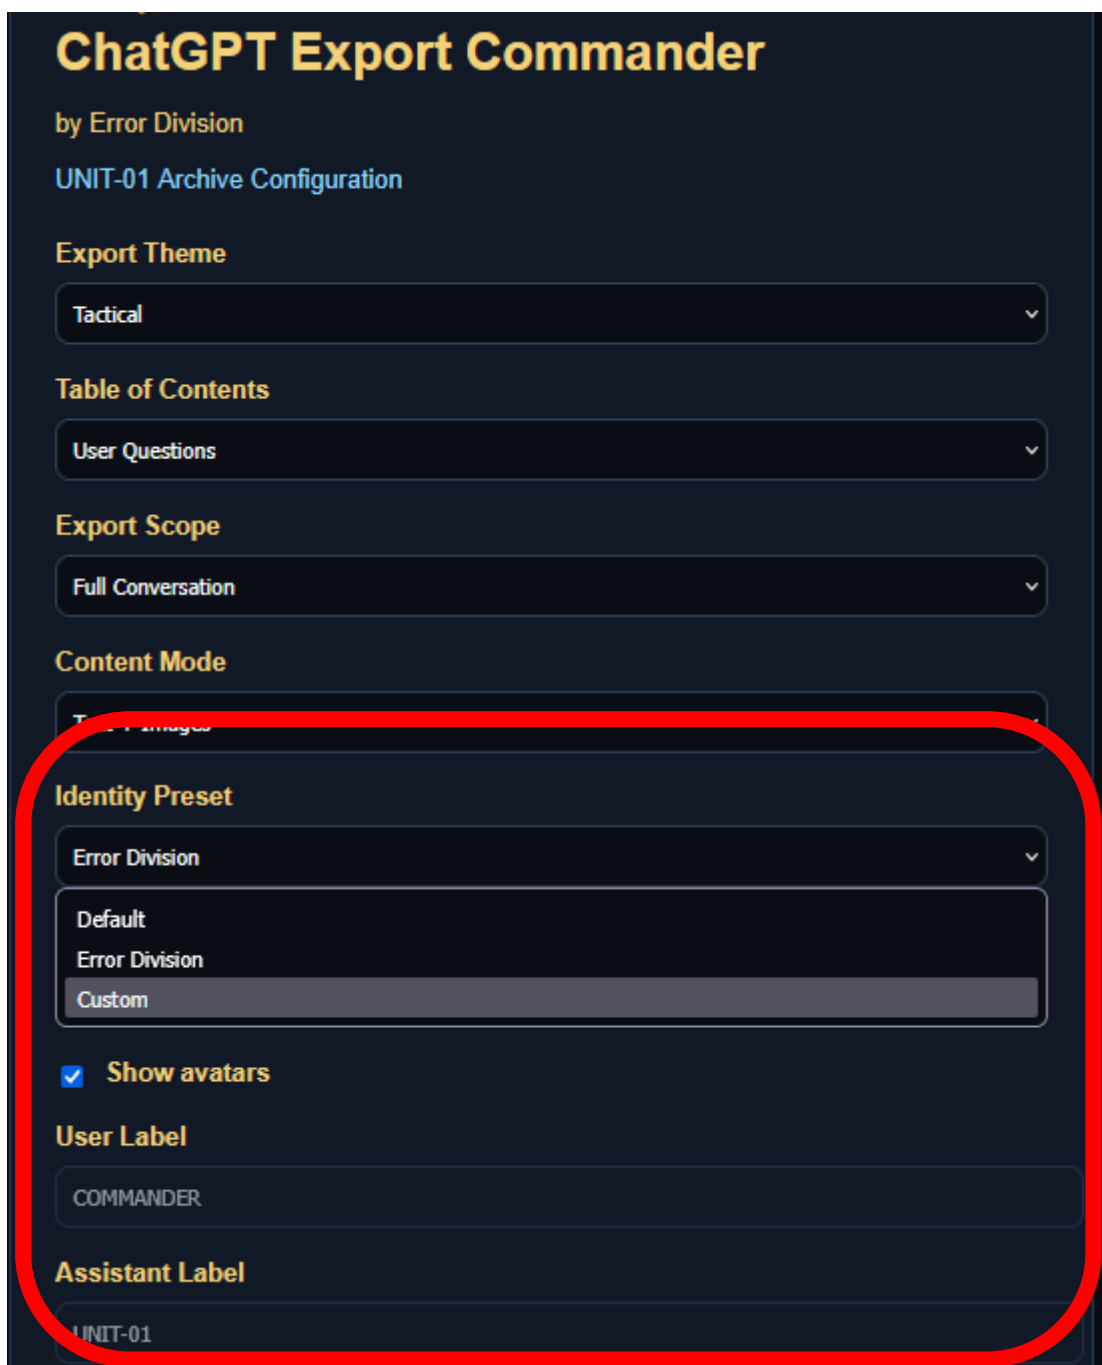 ChatGPT Export Commander
by Error Division
UNIT-01 Archive Configuration
Export Theme
Tactical
Table of Contents
User Questions
Export Scope
Full Conversation
Content Mode
Images
Identity Preset
Error Division
Default
Error Division
Custom
Show avatars
User Label
COMMANDER
Assistant Label
UNIT-01